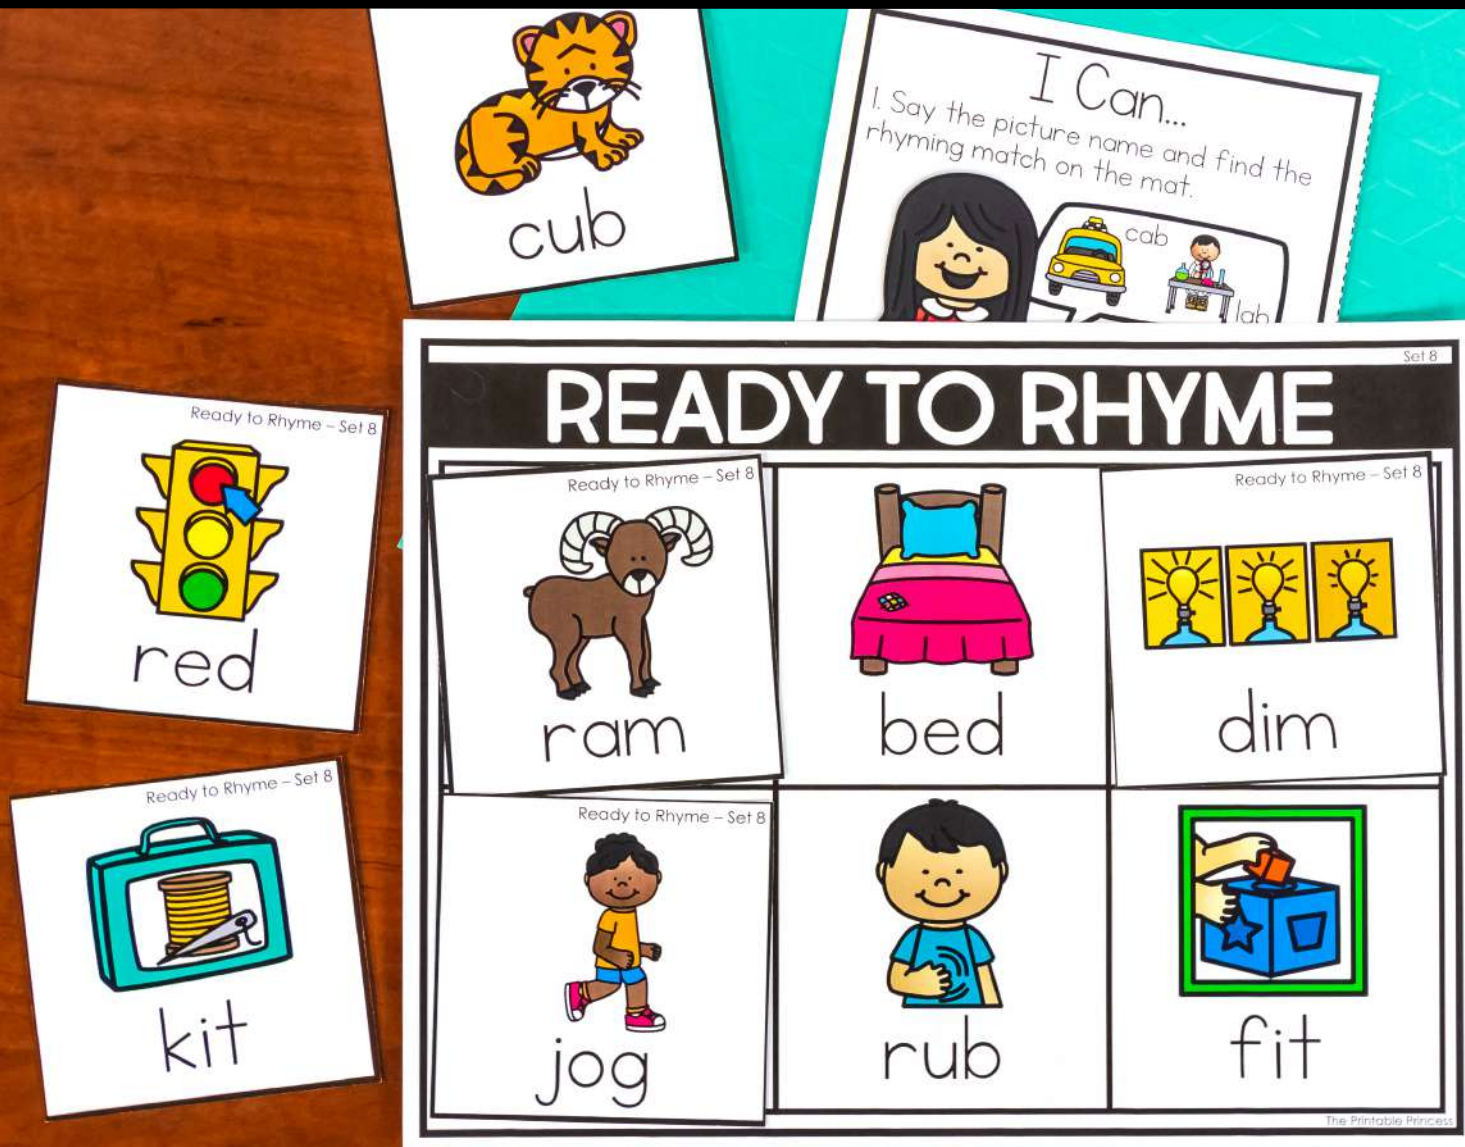 cub
I Can...
1. Say the picture name and find the
rhyming match on the mat.
cab
lab
Set 8
READY TO RHYME
Ready to Rhyme – Set 8
red
Ready to Rhyme – Set 8
kit
Ready to Rhyme – Set 8
ram
bed
Ready to Rhyme – Set 8
dim
Ready to Rhyme – Set 8
jog
rub
fit
The Printable Princess